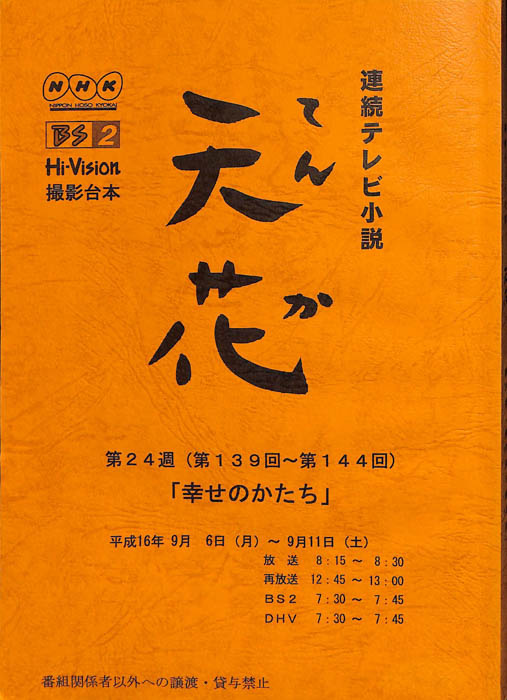 NHK
NIPPON HOSO KYOKAI
BS2
Hi-Vision
撮影台本
連続テレビ小説
てんか
天花
第24週（第139回～第144回）
「幸せのかたち」
平成16年 9月 6日（月）～ 9月11日（土）
放送 8:15～ 8:30
再放送 12:45～13:00
BS2 7:30～ 7:45
DHV 7:30～ 7:45
番組関係者以外への譲渡・貸与禁止